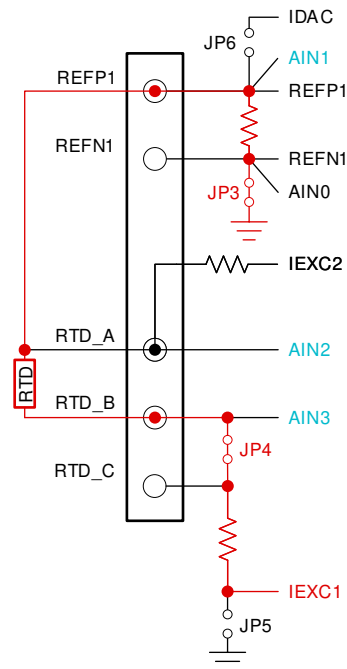 IDAC
JP6
AIN1
REFP1
REFP1
REFN1
REFN1
JP3
AIN0
IEXC2
RTD_A
AIN2
RTD
RTD_B
AIN3
JP4
RTD_C
IEXC1
JP5